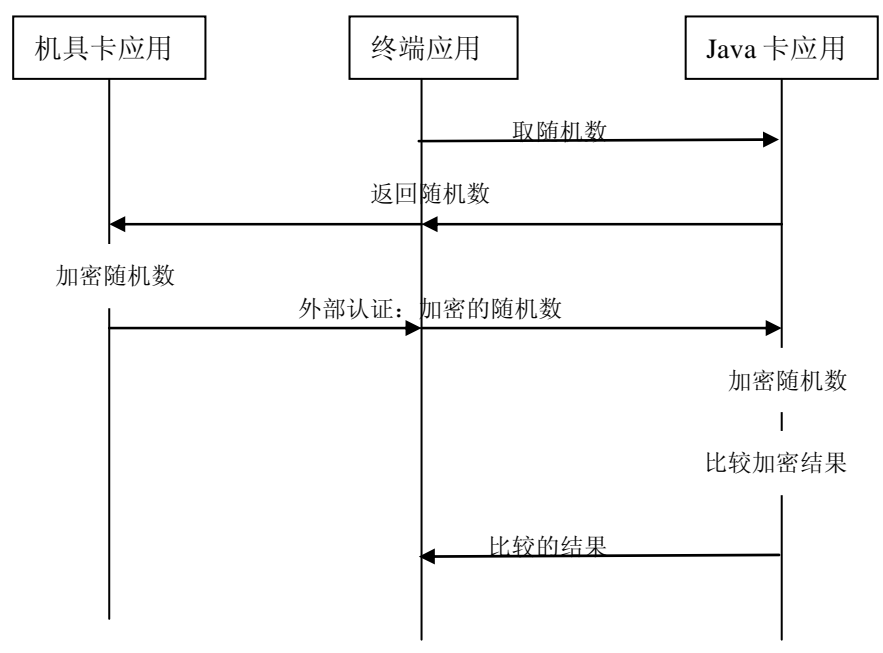 机具卡应用
终端应用
Java 卡应用
取随机数
返回随机数
加密随机数
外部认证：加密的随机数
加密随机数
比较加密结果
比较的结果